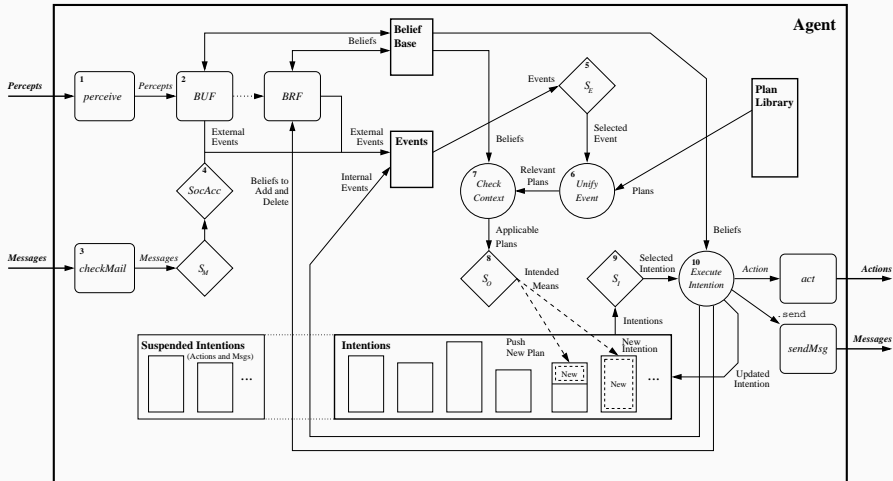 Agent
Belief
Base
Beliefs
5
S_E
Events
Plan
Library
Percepts
1
perceive
Percepts
2
BUF
BRF
External
Events
External
Events
Events
Selected
Event
Beliefs
4
SocAcc
Beliefs to
Add and
Delete
Internal
Events
7
Check
Context
Relevant
Plans
6
Unify
Event
Plans
Applicable
Plans
Beliefs
Messages
3
checkMail
Messages
S_M
8
S_O
Intended
Means
9
S_I
Selected
Intention
10
Execute
Intention
Action
act
Actions
.send
sendMsg
Messages
Intentions
Suspended Intentions
(Actions and Msgs)
...
Intentions
Push
New Plan
New
Intention
New
New
...
Updated
Intention